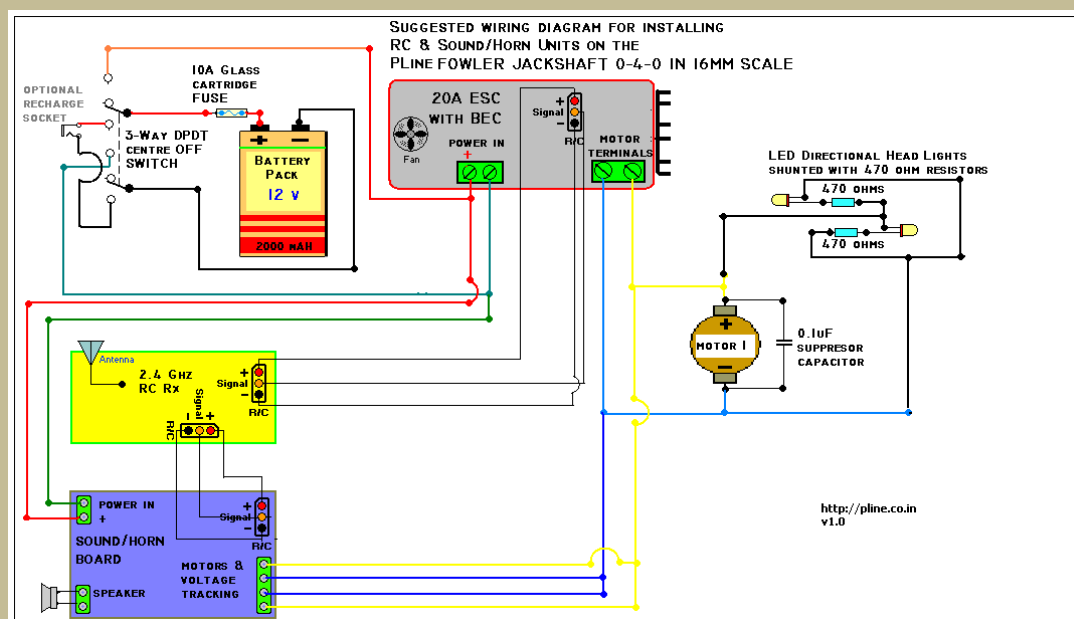 SUGGESTED WIRING DIAGRAM FOR INSTALLING
RC & SOUND/HORN UNITS ON THE
PLINE FOWLER JACKSHAFT 0-4-0 IN 16MM SCALE
OPTIONAL
RECHARGE
SOCKET
10A GLASS
CARTRIDGE
FUSE
3-WAY DPDT
CENTRE OFF
SWITCH
+ −
BATTERY
PACK
12 V
2000 MAH
20A ESC
WITH BEC
Fan
POWER IN
+
+
Signal
−
R/C
MOTOR
TERMINALS
LED DIRECTIONAL HEAD LIGHTS
SHUNTED WITH 470 OHM RESISTORS
470 OHMS
470 OHMS
+
MOTOR 1
−
0.1UF
SUPPRESOR
CAPACITOR
Antenna
2.4 GHZ
RC RX
+
Signal
−
R/C
− Signal +
R/C
POWER IN
+
SOUND/HORN
BOARD
SPEAKER
+
Signal
−
R/C
MOTORS &
VOLTAGE
TRACKING
http://pline.co.in
v1.0